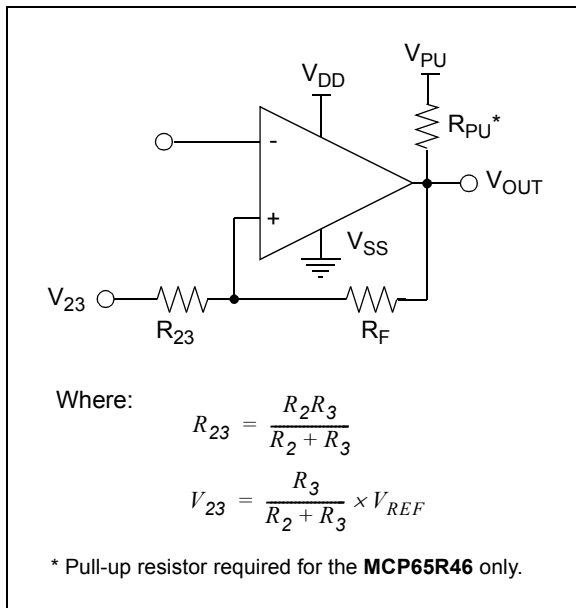 V_PU
V_DD
R_PU*
-
V_OUT
+
V_SS
V_23
R_23
R_F
Where:
R_23 = R_2R_3 / R_2 + R_3
V_23 = R_3 / R_2 + R_3 × V_REF
* Pull-up resistor required for the MCP65R46 only.